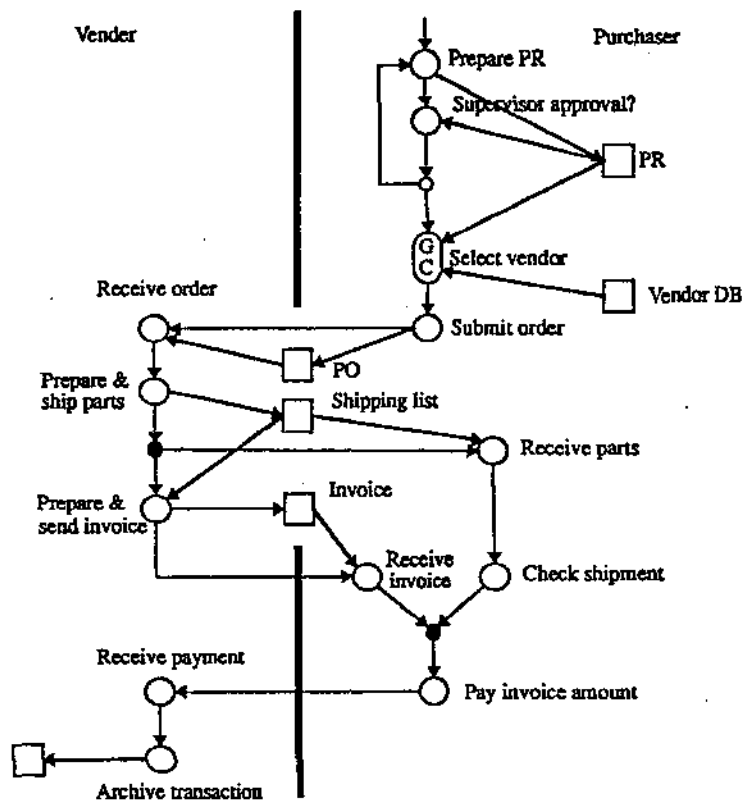 Vender
Purchaser
Prepare PR
Supervisor approval?
PR
G
C
Select vendor
Vendor DB
Receive order
Submit order
PO
Prepare &
ship parts
Shipping list
Receive parts
Prepare &
send invoice
Invoice
Receive
invoice
Check shipment
Receive payment
Pay invoice amount
Archive transaction